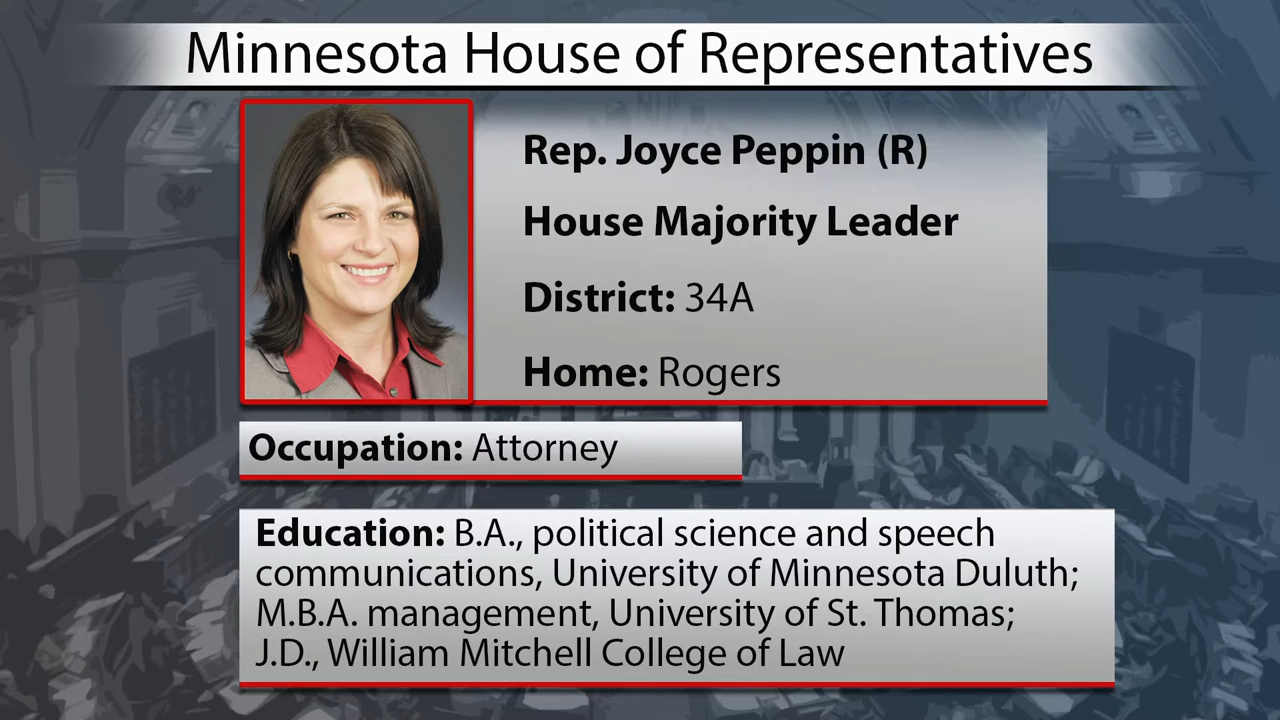 Minnesota House of Representatives
Rep. Joyce Peppin (R)
House Majority Leader
District: 34A
Home: Rogers
Occupation: Attorney
Education: B.A., political science and speech
communications, University of Minnesota Duluth;
M.B.A. management, University of St. Thomas;
J.D., William Mitchell College of Law